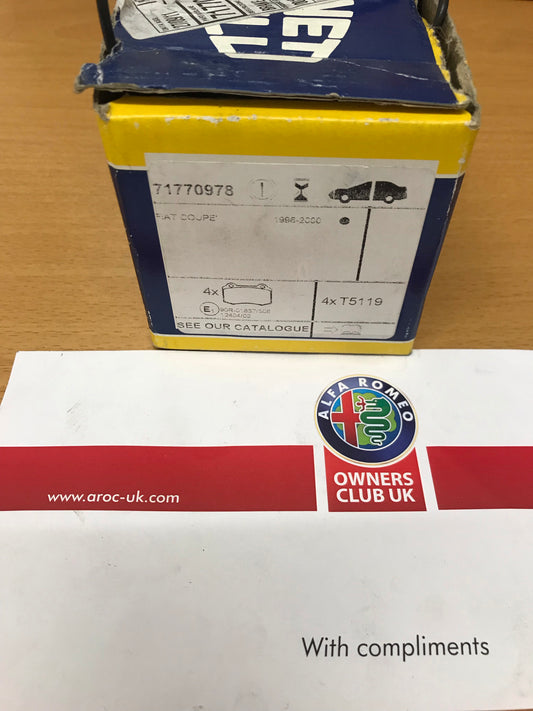 71770978
FIAT COUPE' 1996-2000
4x
4x T5119
E
SEE OUR CATALOGUE
ALFA ROMEO
OWNERS
CLUB UK
www.aroc-uk.com
With compliments